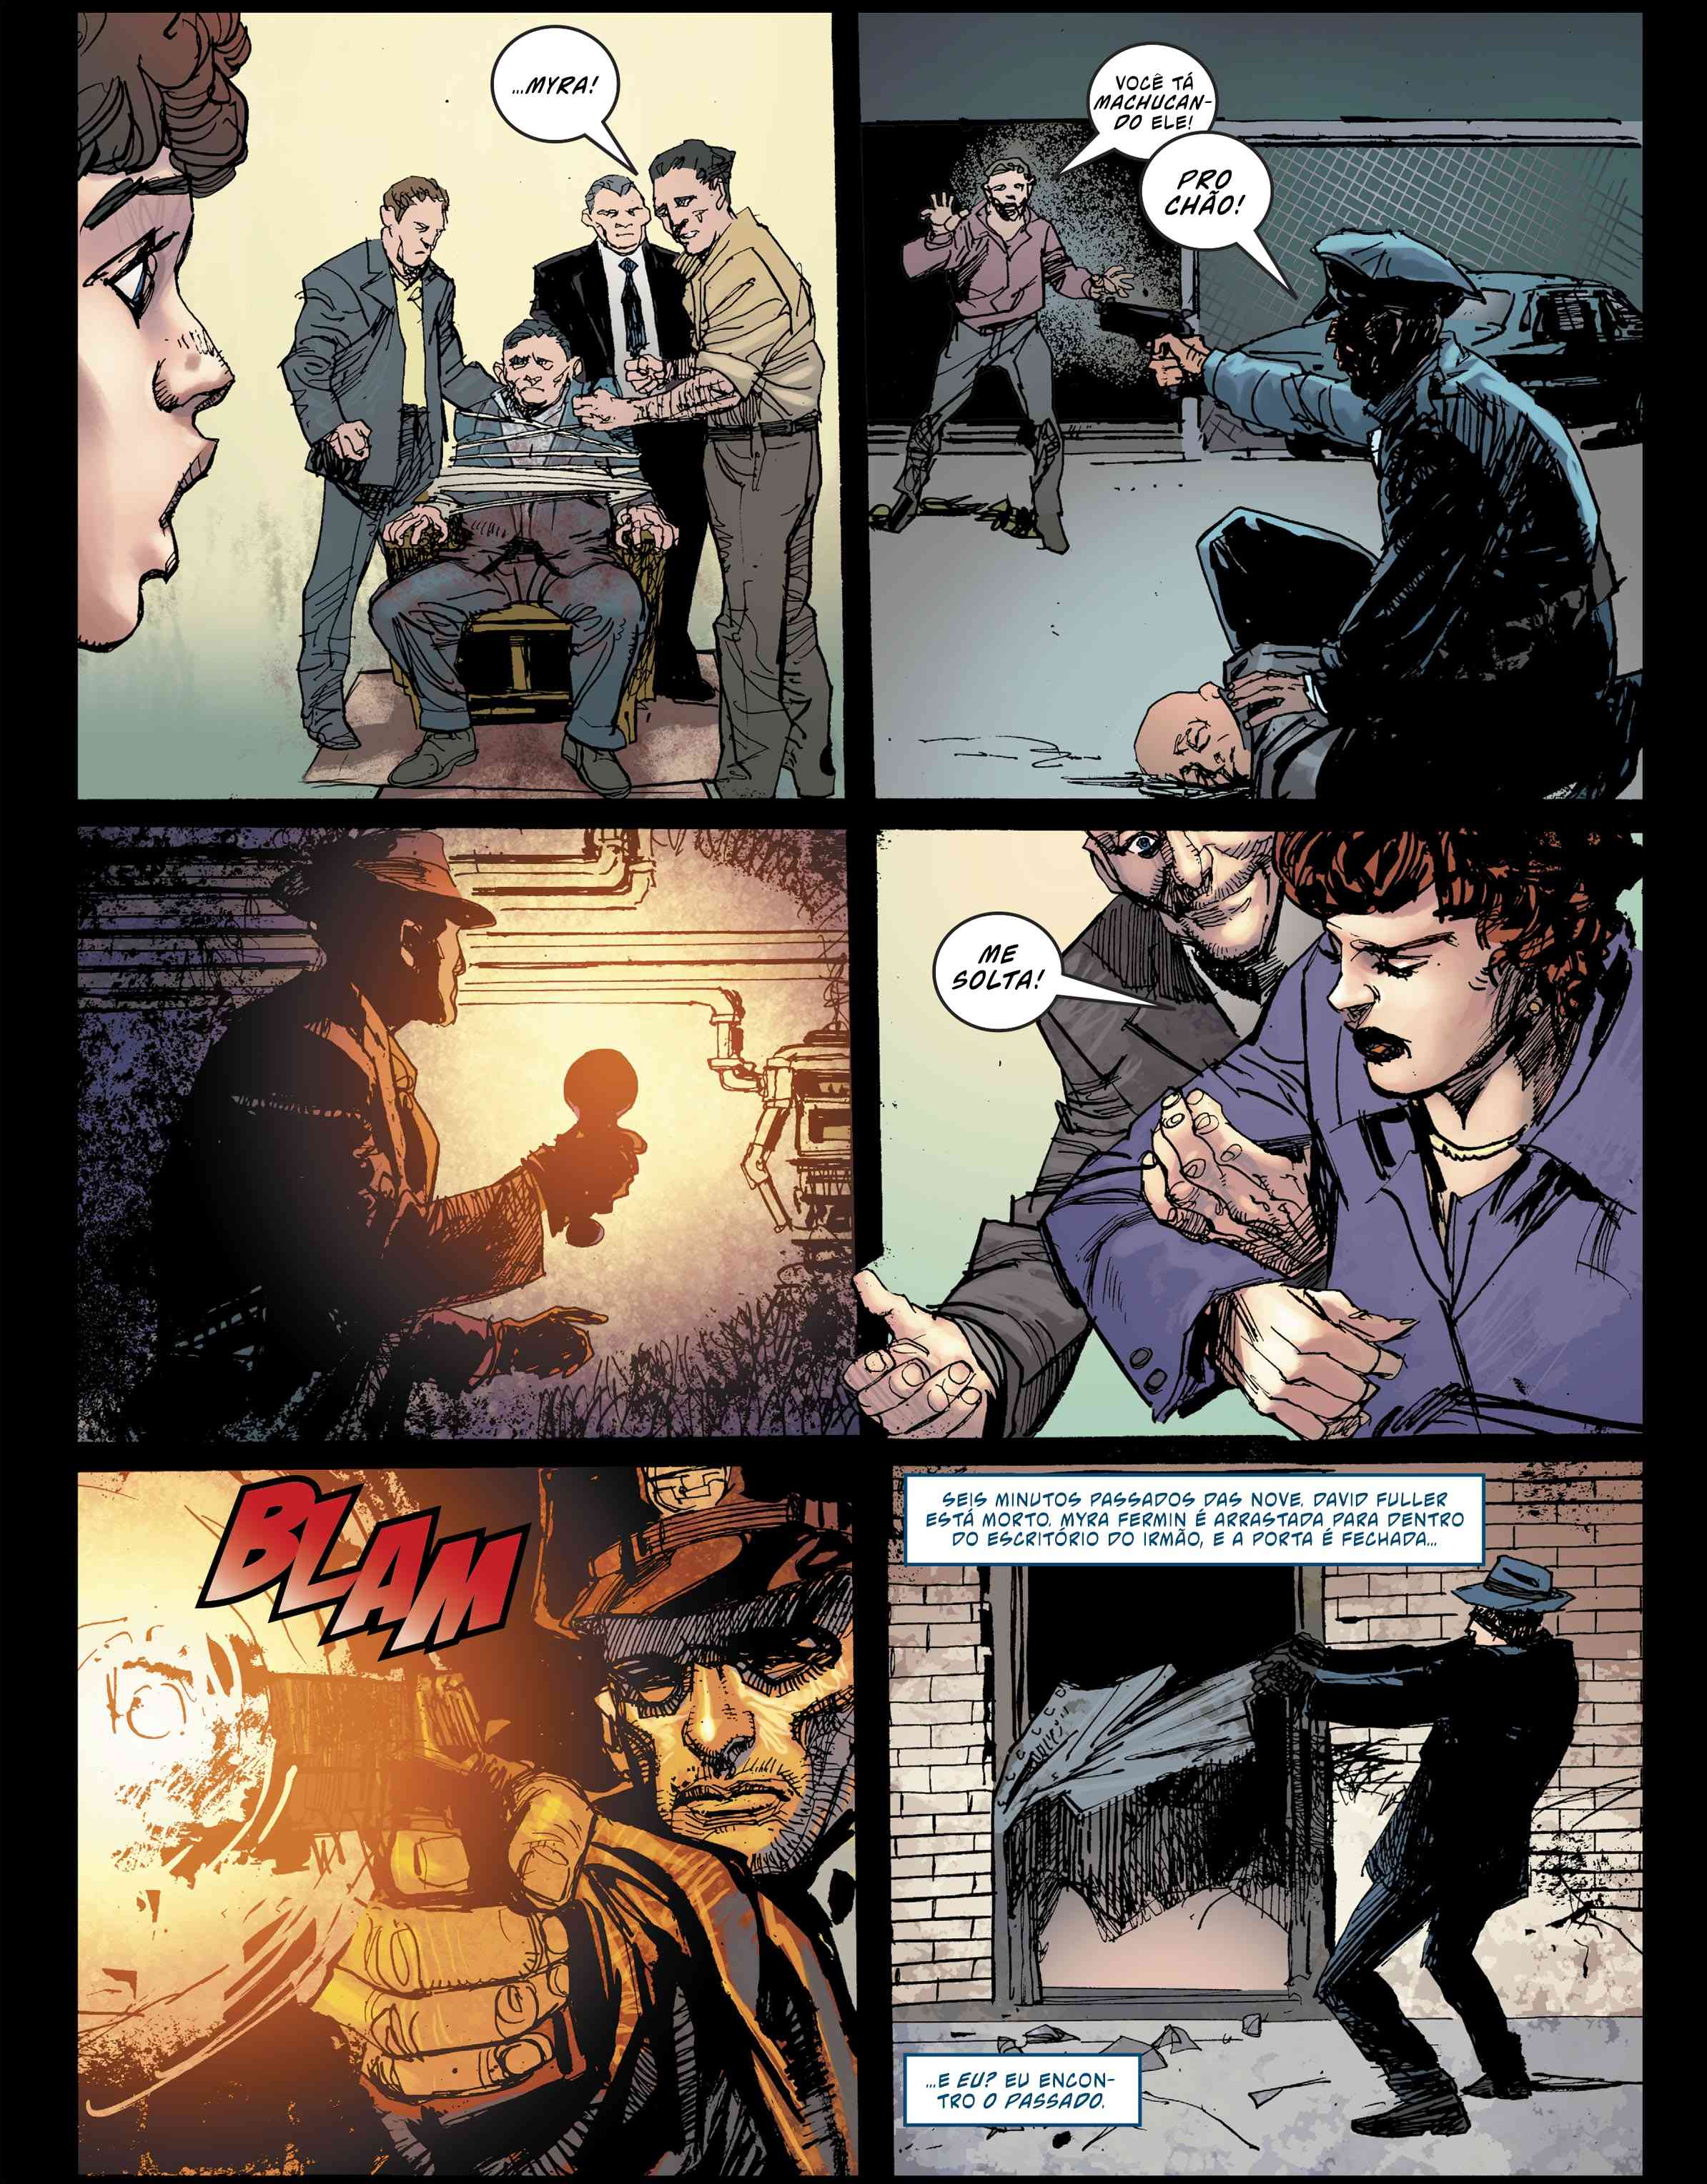 ...MYRA!
VOCÊ TÁ
MACHUCAN-
DO ELE!
PRO
CHÃO!
ME
SOLTA!
BLAM
SEIS MINUTOS PASSADOS DAS NOVE. DAVID FULLER
ESTÁ MORTO. MYRA FERMIN É ARRASTADA PARA DENTRO
DO ESCRITÓRIO DO IRMÃO, E A PORTA É FECHADA...
...E EU? EU ENCON-
TRO O PASSADO.